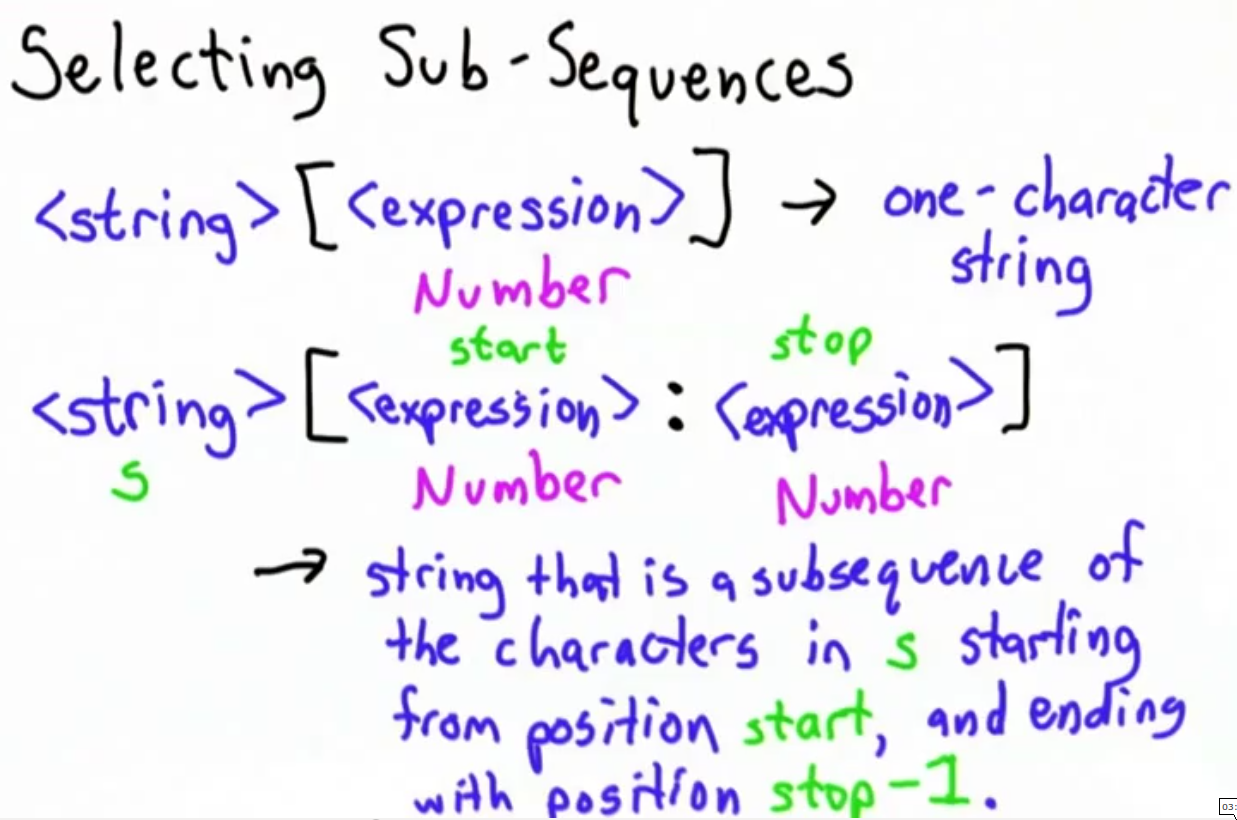 Selecting Sub-Sequences
<string>[<expression>] → one-character
string
Number
start stop
<string>[<expression>:<expression>]
s Number Number
→ string that is a subsequence of
the characters in s starting
from position start, and ending
with position stop-1.
03: